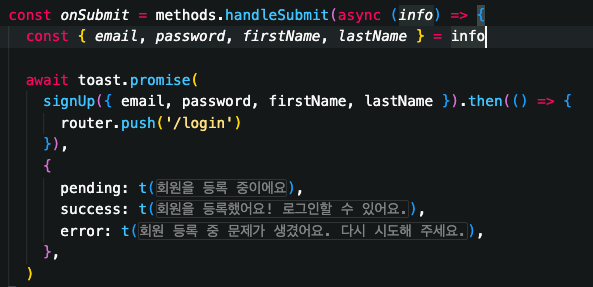 const onSubmit = methods.handleSubmit(async (info) => {
const { email, password, firstName, lastName } = info
await toast.promise(
signUp({ email, password, firstName, lastName }).then(() => {
router.push('/login')
}),
{
pending: t(회원을 등록 중이에요),
success: t(회원을 등록했어요! 로그인할 수 있어요.),
error: t(회원 등록 중 문제가 생겼어요. 다시 시도해 주세요.),
},
)